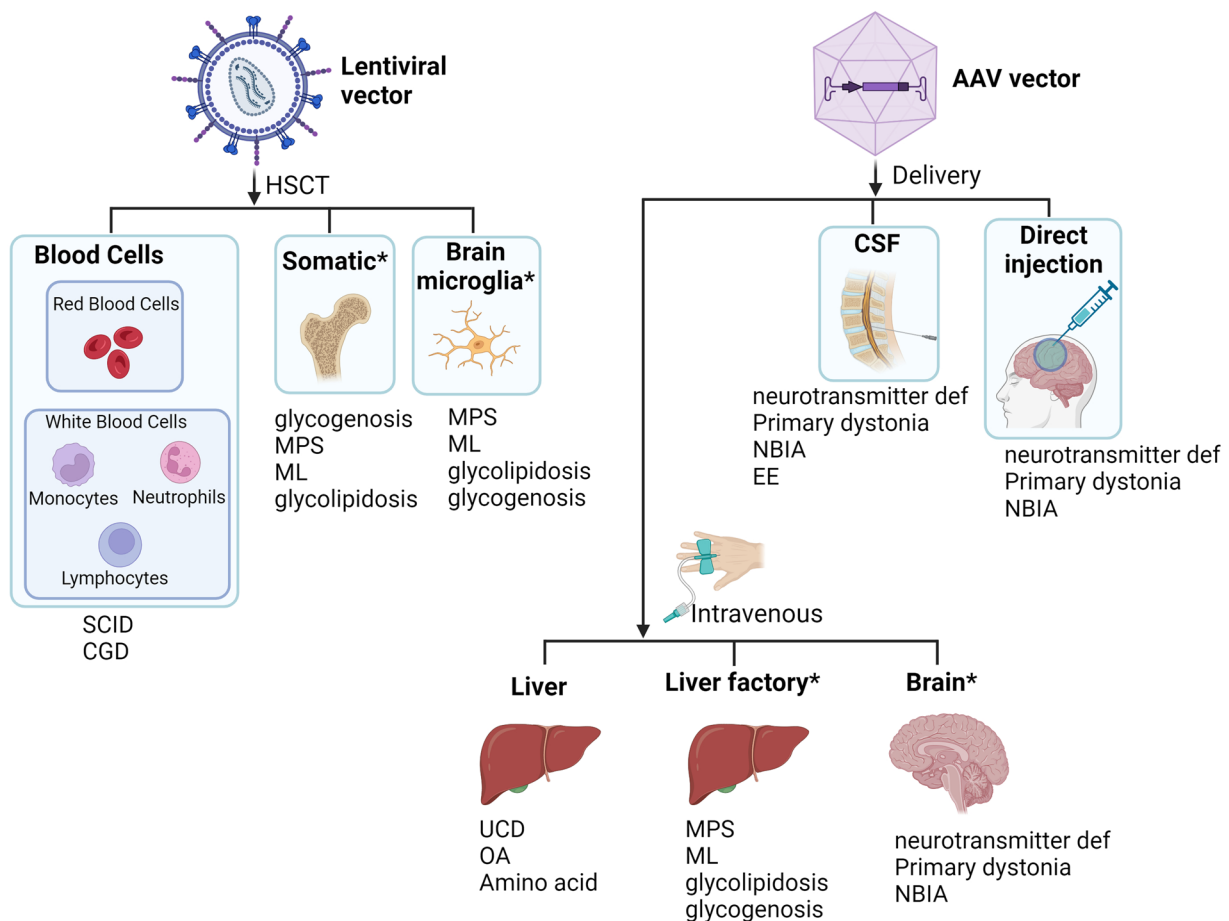 Lentiviral
vector
HSCT
Blood Cells
Red Blood Cells
White Blood Cells
Monocytes
Neutrophils
Lymphocytes
SCID
CGD
Somatic*
glycogenosis
MPS
ML
glycolipidosis
Brain
microglia*
MPS
ML
glycolipidosis
glycogenosis
AAV vector
Delivery
CSF
neurotransmitter def
Primary dystonia
NBIA
EE
Direct
injection
neurotransmitter def
Primary dystonia
NBIA
Intravenous
Liver
UCD
OA
Amino acid
Liver factory*
MPS
ML
glycolipidosis
glycogenosis
Brain*
neurotransmitter def
Primary dystonia
NBIA